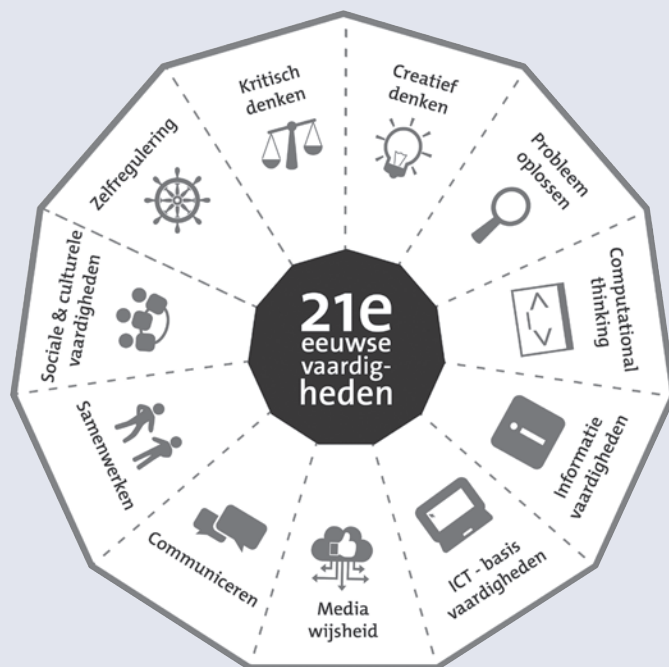 21e
eeuwse
vaardig-
heden
Creatief
denken
Probleem
oplossen
Computational
thinking
Informatie
vaardigheden
ICT - basis
vaardigheden
Media
wijsheid
Communiceren
Samenwerken
Sociale & culturele
vaardigheden
Zelfregulering
Kritisch
denken